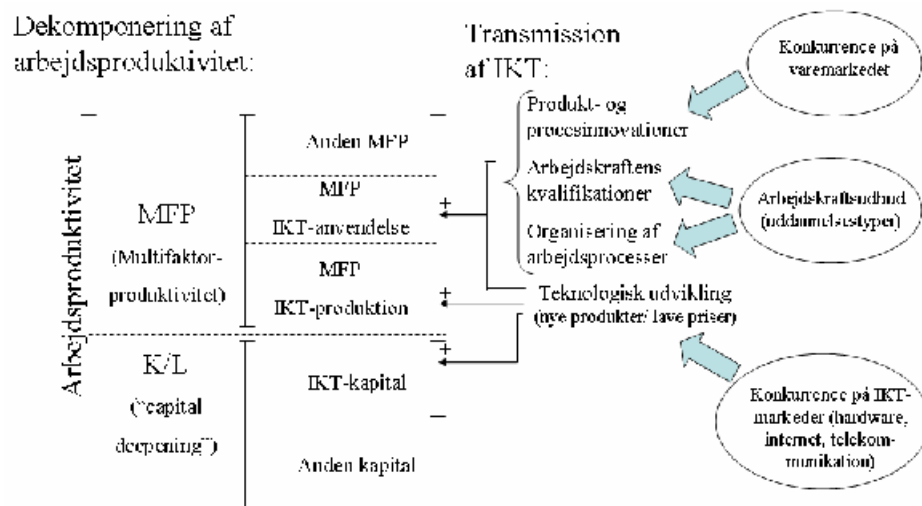 Dekomponering af
arbejdsproduktivitet:
Transmission
af IKT:
Konkurrence på
varemarkedet
Produkt- og
procesinnovationer
Arbejdskraftens
kvalifikationer
Organisering af
arbejdsprocesser
Arbejdskraftsudbud
(uddannelsestyper)
Teknologisk udvikling
(nye produkter/ lave priser)
Konkurrence på IKT-
markeder (hardware,
internet, telekom-
munikation)
Arbejdsproduktivitet
MFP
(Multifaktor-
produktivitet)
K/L
("capital
deepening")
Anden MFP
MFP
IKT-anvendelse
+
MFP
IKT-produktion
+
IKT-kapital
+
Anden kapital